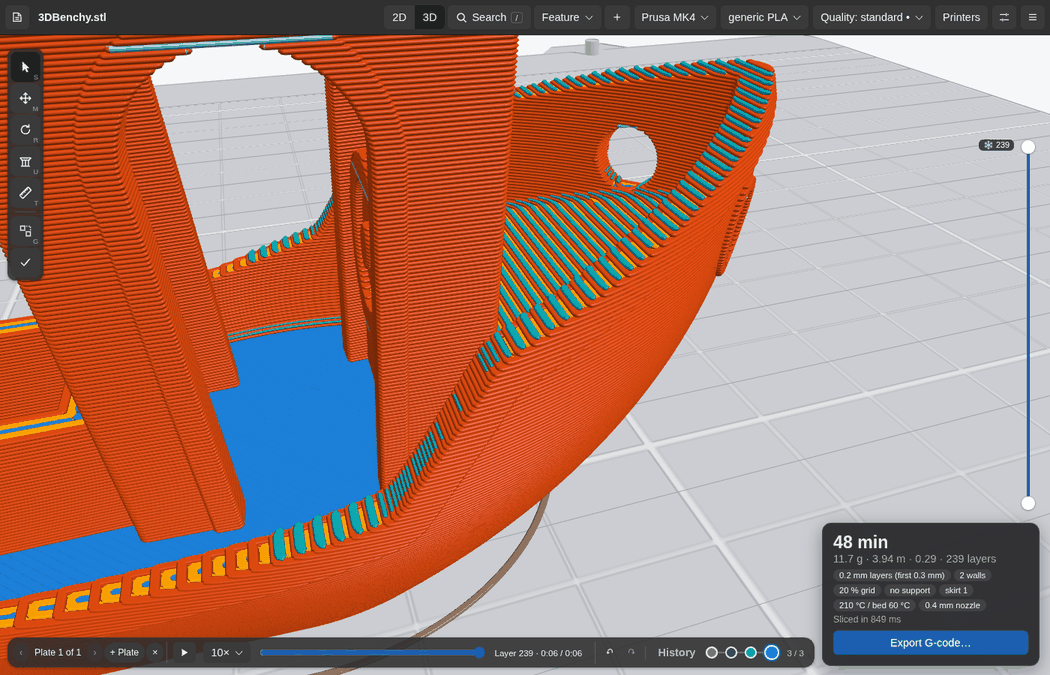 3DBenchy.stl
2D 3D Search / Feature + Prusa MK4 generic PLA Quality: standard • Printers
S
M
R
U
T
C
239
48 min
11.7 g · 3.94 m · 0.29 · 239 layers
0.2 mm layers (first 0.3 mm) 2 walls
20 % grid no support skirt 1
210 °C / bed 60 °C 0.4 mm nozzle
Sliced in 849 ms
Export G-code…
‹ Plate 1 of 1 › + Plate × 10× Layer 239 · 0:06 / 0:06 History 3 / 3